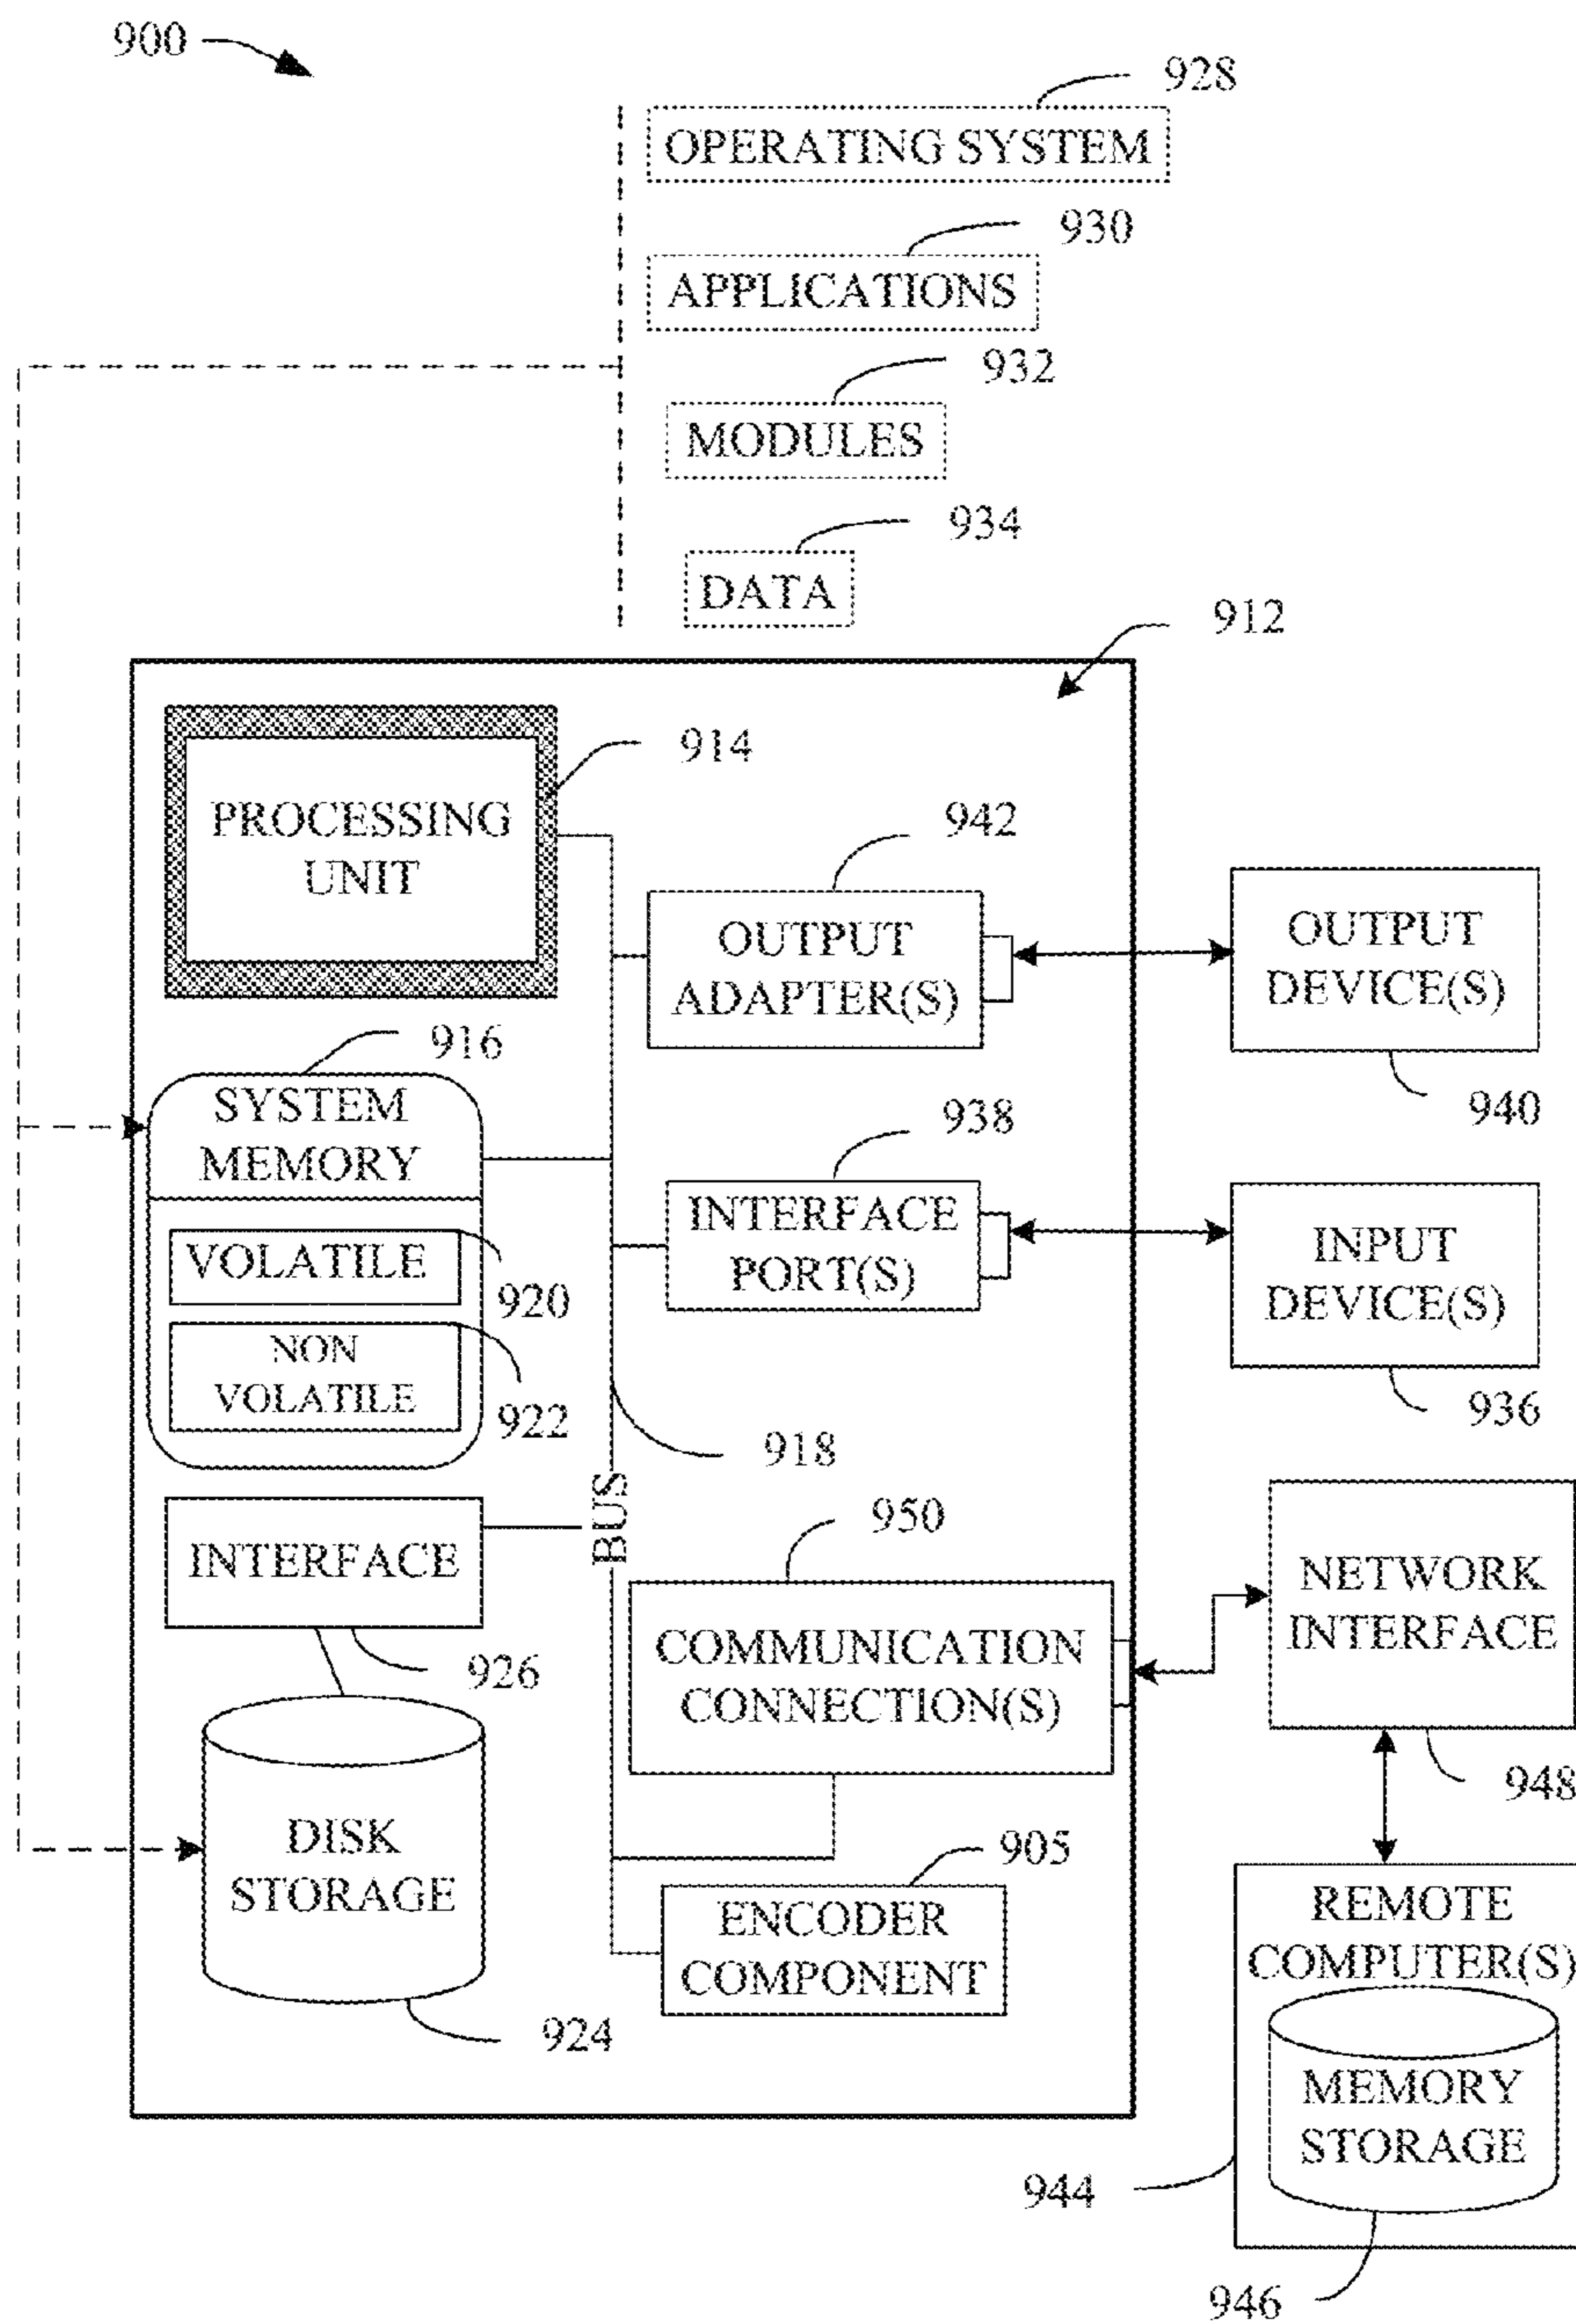 900
928
OPERATING SYSTEM
930
APPLICATIONS
932
MODULES
934
DATA
912
914
PROCESSING
UNIT
942
OUTPUT
ADAPTER(S)
OUTPUT
DEVICE(S)
940
916
SYSTEM
MEMORY
VOLATILE
920
NON
VOLATILE
922
938
INTERFACE
PORT(S)
INPUT
DEVICE(S)
936
918
BUS
INTERFACE
926
950
COMMUNICATION
CONNECTION(S)
NETWORK
INTERFACE
948
DISK
STORAGE
924
905
ENCODER
COMPONENT
REMOTE
COMPUTER(S)
MEMORY
STORAGE
944
946